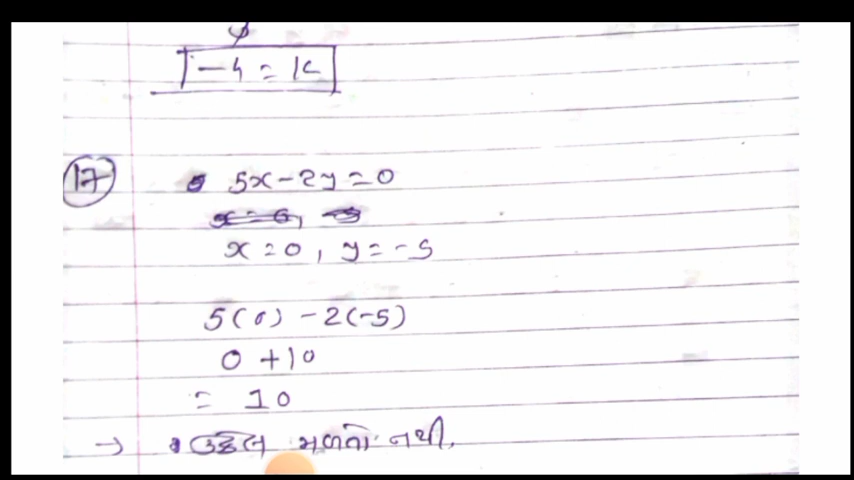 -4 = K
17
5x-2y=0
x=0, y=-5
5(0)-2(-5)
0+10
= 10
→ ઉકેલ મળતો નથી.